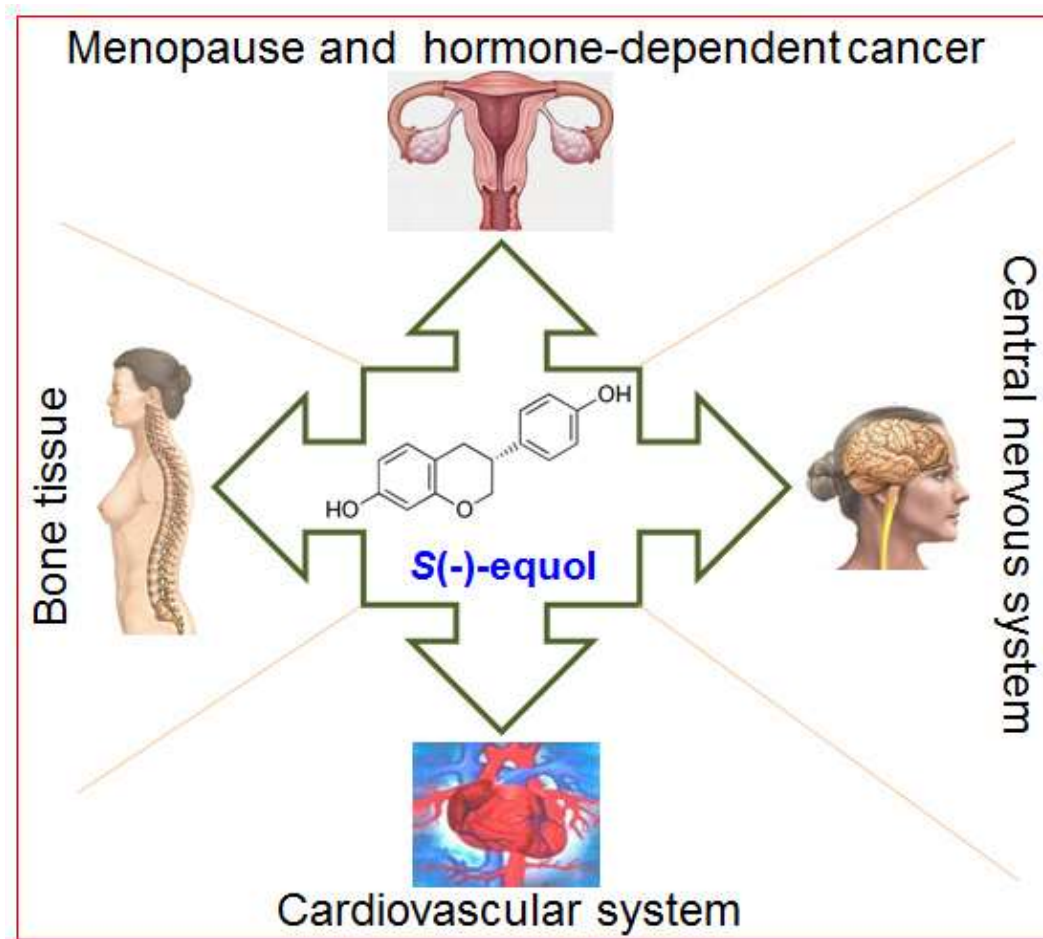 Menopause and hormone-dependent cancer
Bone tissue
Central nervous system
OH
HO
O
S(-)-equol
Cardiovascular system